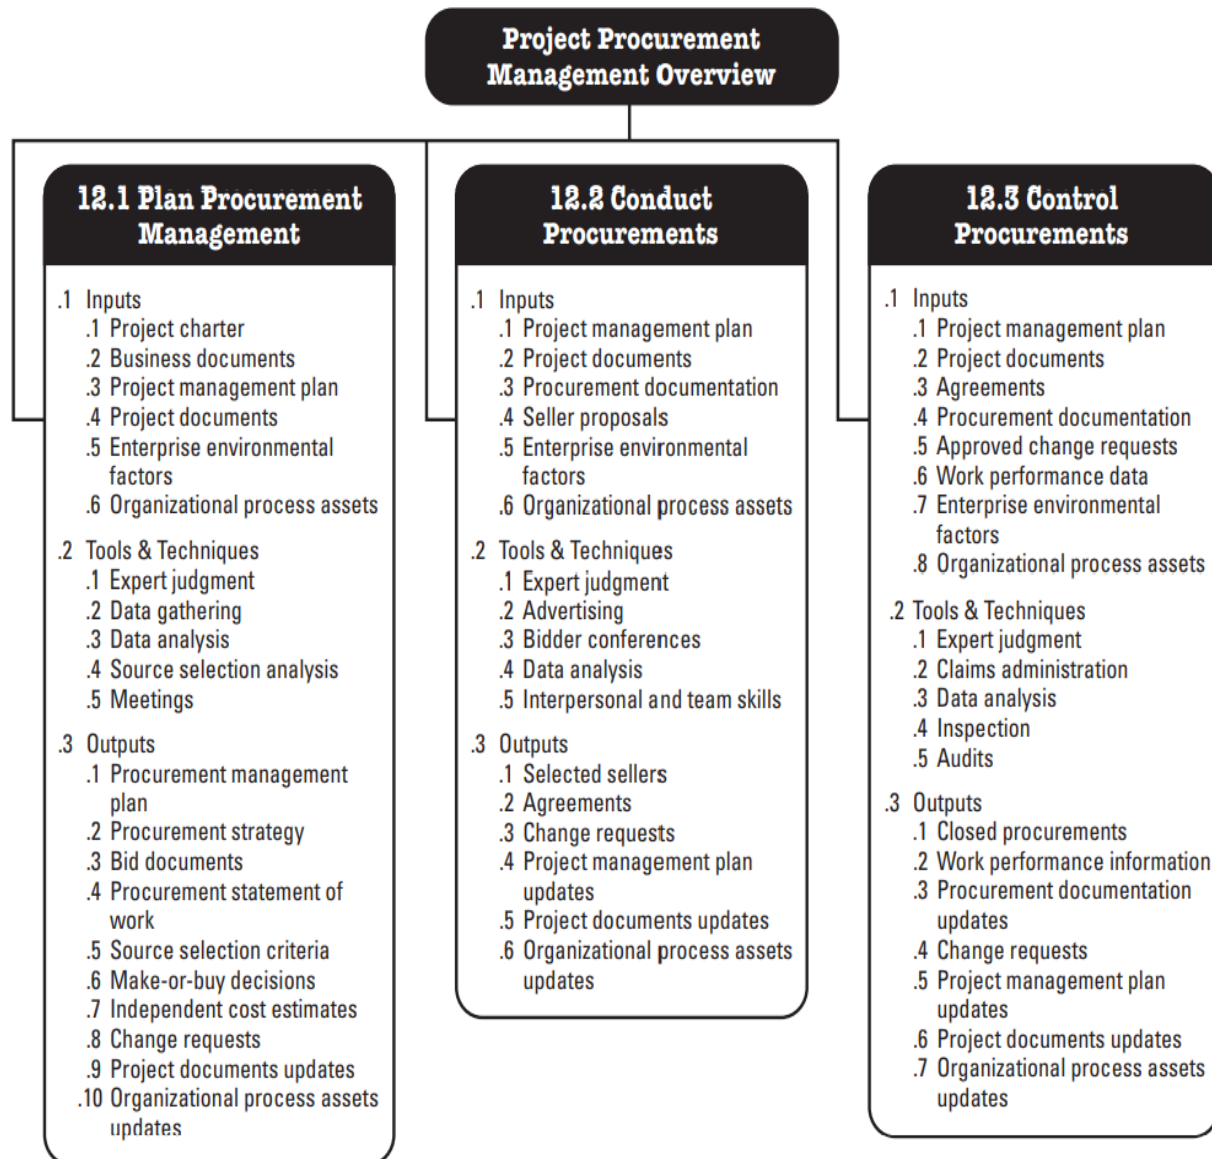 Project Procurement
Management Overview
12.1 Plan Procurement
Management
.1 Inputs
.1 Project charter
.2 Business documents
.3 Project management plan
.4 Project documents
.5 Enterprise environmental
factors
.6 Organizational process assets
.2 Tools & Techniques
.1 Expert judgment
.2 Data gathering
.3 Data analysis
.4 Source selection analysis
.5 Meetings
.3 Outputs
.1 Procurement management
plan
.2 Procurement strategy
.3 Bid documents
.4 Procurement statement of
work
.5 Source selection criteria
.6 Make-or-buy decisions
.7 Independent cost estimates
.8 Change requests
.9 Project documents updates
.10 Organizational process assets
updates
12.2 Conduct
Procurements
.1 Inputs
.1 Project management plan
.2 Project documents
.3 Procurement documentation
.4 Seller proposals
.5 Enterprise environmental
factors
.6 Organizational process assets
.2 Tools & Techniques
.1 Expert judgment
.2 Advertising
.3 Bidder conferences
.4 Data analysis
.5 Interpersonal and team skills
.3 Outputs
.1 Selected sellers
.2 Agreements
.3 Change requests
.4 Project management plan
updates
.5 Project documents updates
.6 Organizational process assets
updates
12.3 Control
Procurements
.1 Inputs
.1 Project management plan
.2 Project documents
.3 Agreements
.4 Procurement documentation
.5 Approved change requests
.6 Work performance data
.7 Enterprise environmental
factors
.8 Organizational process assets
.2 Tools & Techniques
.1 Expert judgment
.2 Claims administration
.3 Data analysis
.4 Inspection
.5 Audits
.3 Outputs
.1 Closed procurements
.2 Work performance information
.3 Procurement documentation
updates
.4 Change requests
.5 Project management plan
updates
.6 Project documents updates
.7 Organizational process assets
updates